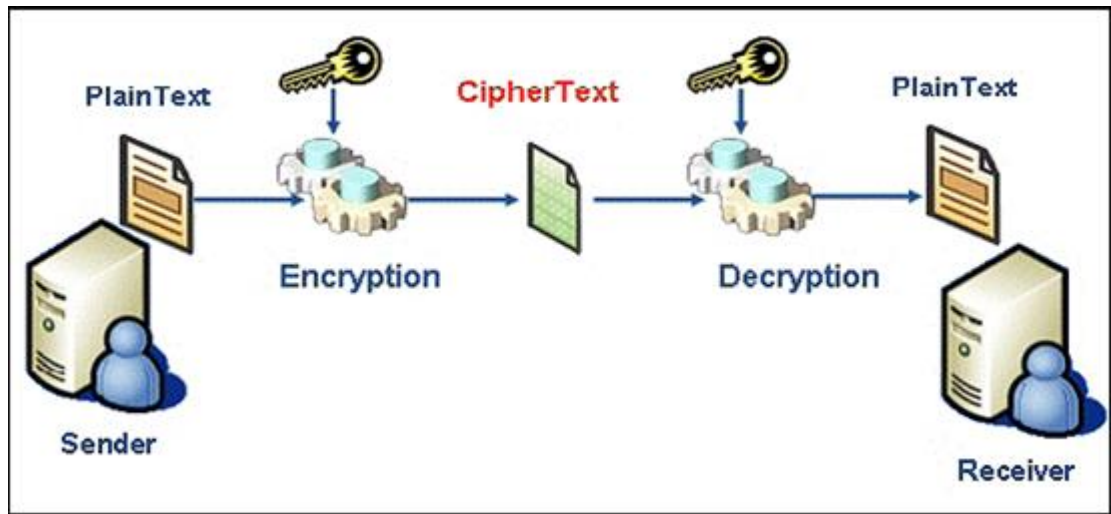 PlainText
CipherText
PlainText
Encryption
Decryption
Sender
Receiver